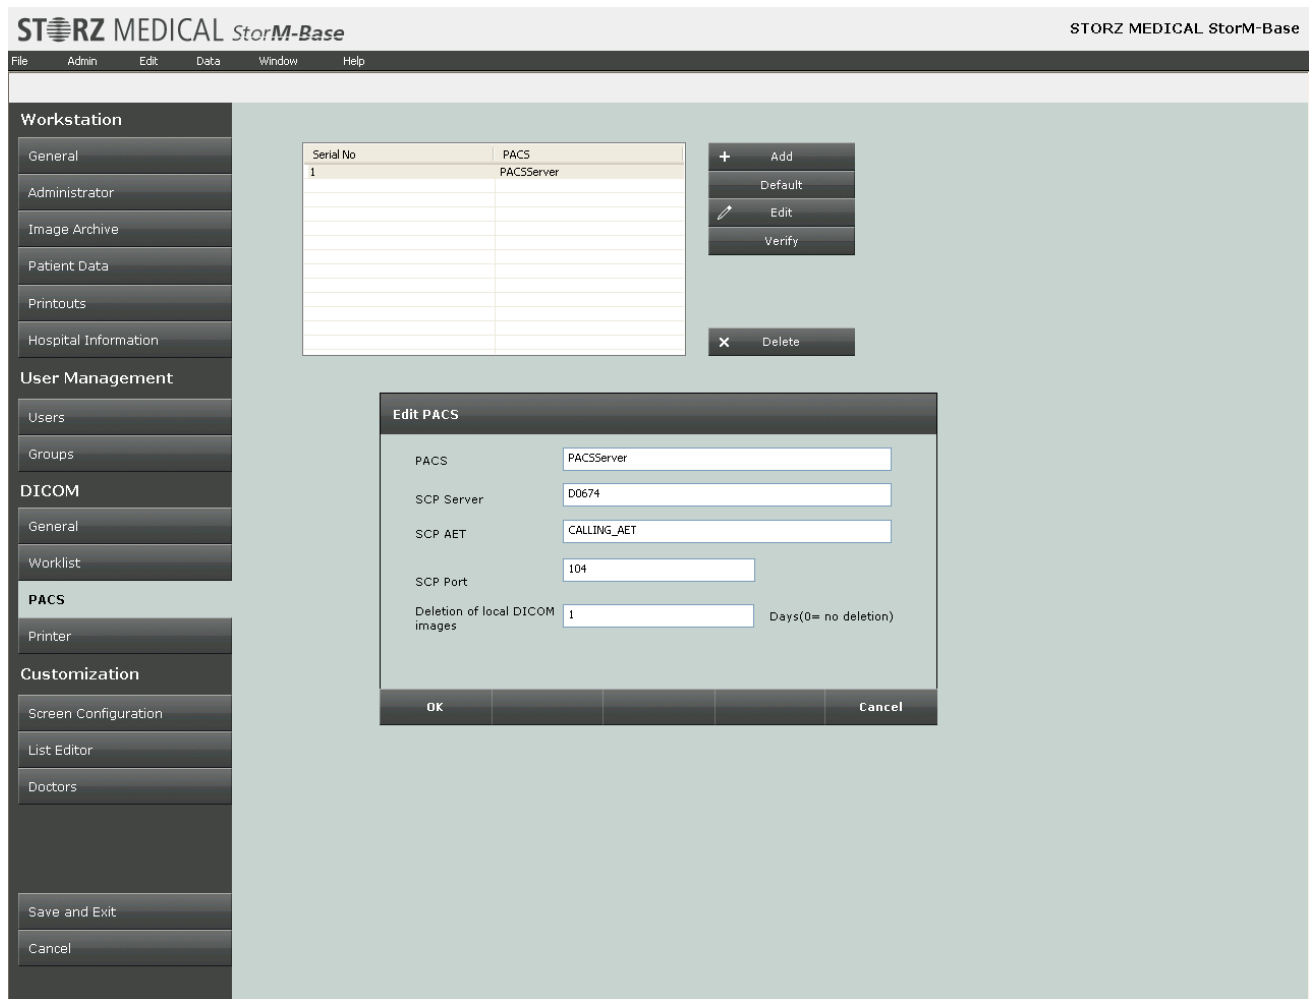 STORZ MEDICAL StorM-Base
STORZ MEDICAL StorM-Base
File Admin Edit Data Window Help
Workstation
General
Administrator
Image Archive
Patient Data
Printouts
Hospital Information
User Management
Users
Groups
DICOM
General
Worklist
PACS
Printer
Customization
Screen Configuration
List Editor
Doctors
Save and Exit
Cancel
Serial No PACS
1 PACSServer
Add
Default
Edit
Verify
Delete
Edit PACS
PACS PACSServer
SCP Server D0674
SCP AET CALLING_AET
SCP Port 104
Deletion of local DICOM
images 1 Days(0= no deletion)
OK Cancel